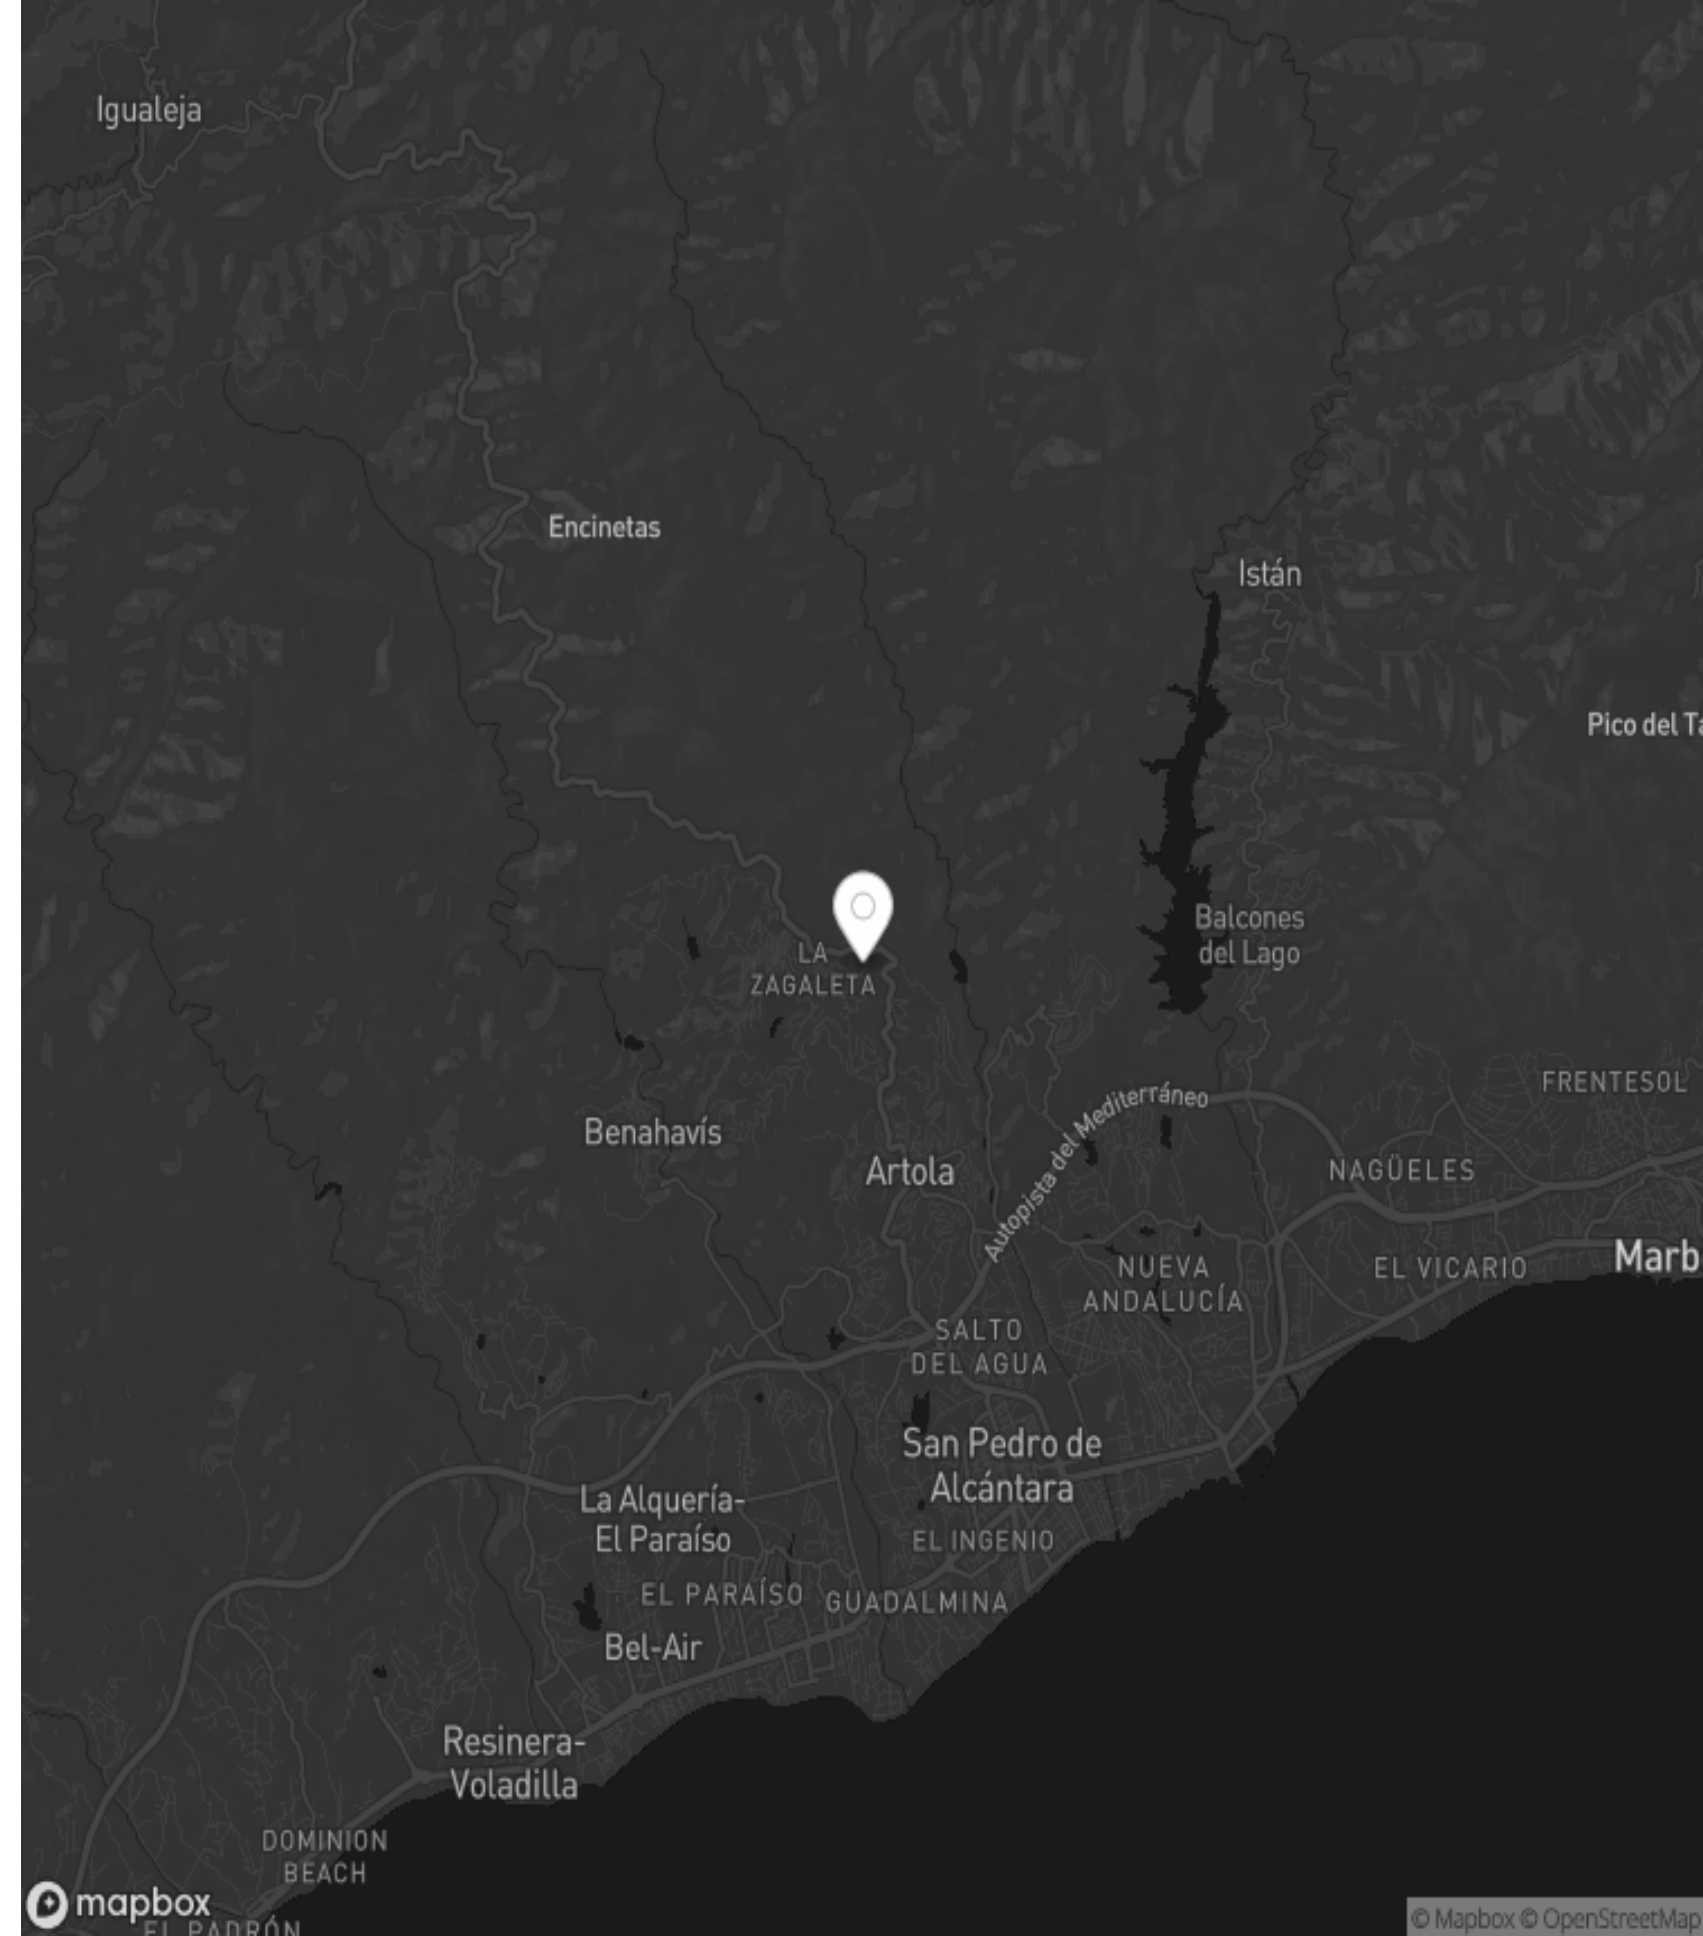 Igualeja
Encinetas
Istán
Pico del Ta
Balcones
del Lago
LA
ZAGALETA
FRENTESOL
Autopista del Mediterráneo
Benahavís
Artola
NAGÜELES
NUEVA
ANDALUCÍA
EL VICARIO
Marb
SALTO
DEL AGUA
San Pedro de
Alcántara
La Alquería-
El Paraíso
EL INGENIO
EL PARAÍSO
GUADALMINA
Bel-Air
Resinera-
Voladilla
DOMINION
BEACH
mapbox
EL PADRÓN
© Mapbox © OpenStreetMap